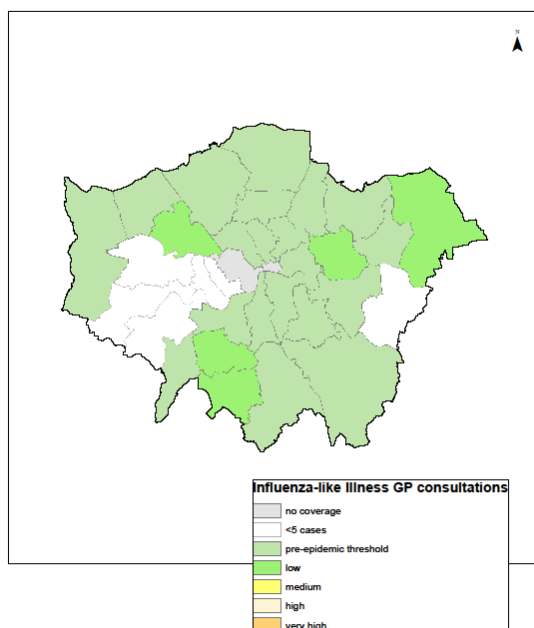 N
Influenza-like Illness GP consultations
no coverage
<5 cases
pre-epidemic threshold
low
medium
high
very high